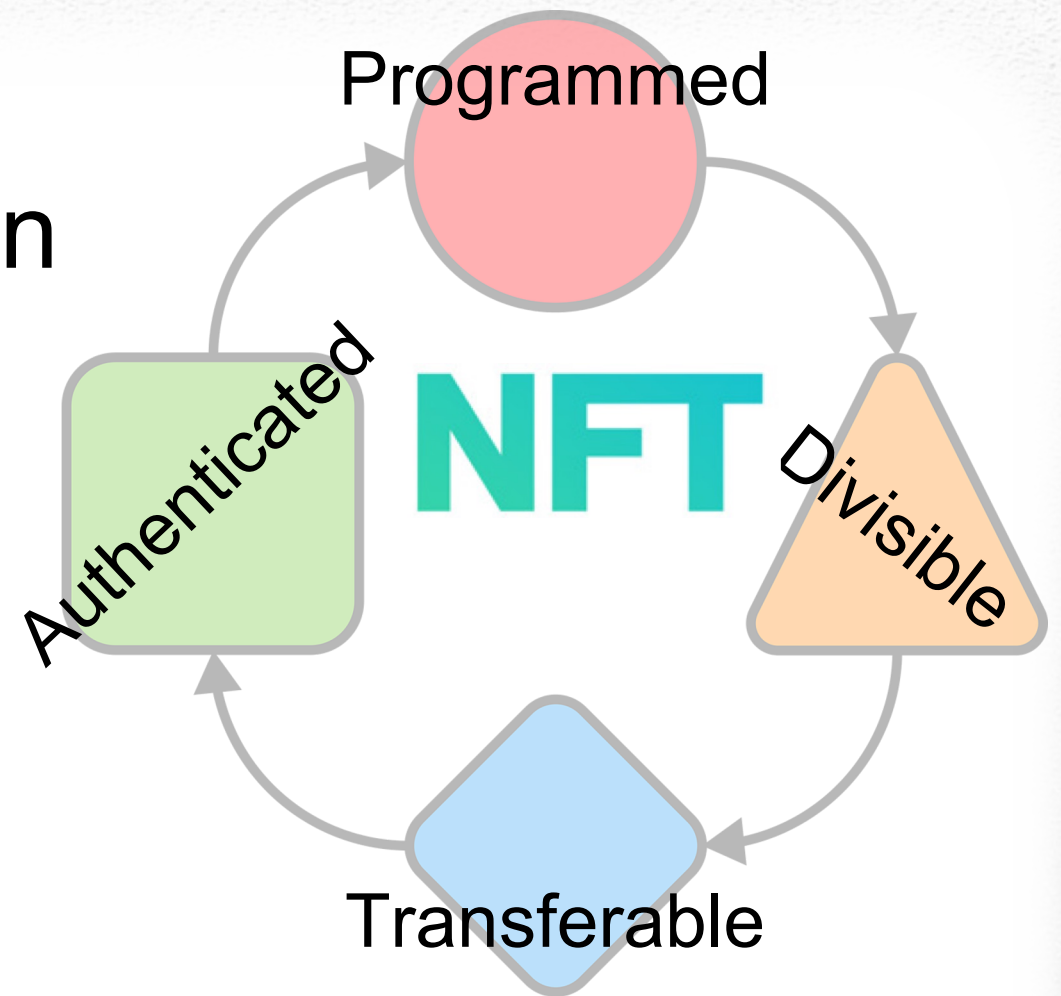 Programmed
n
Authenticated
NFT
Divisible
Transferable